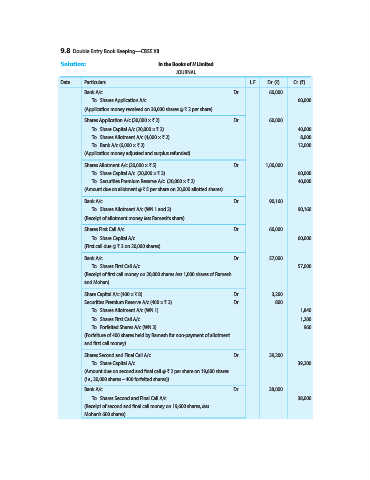 9.8 Double Entry Book Keeping—CBSE XII
Solution: In the Books of M Limited
JOURNAL
Date Particulars L.F. Dr. (₹) Cr. (₹)
Bank A/c Dr. 60,000
To Shares Application A/c 60,000
(Application money received on 30,000 shares @ ₹ 2 per share)
Shares Application A/c (30,000 × ₹ 2) Dr. 60,000
To Share Capital A/c (20,000 × ₹ 2) 40,000
To Shares Allotment A/c (4,000 × ₹ 2) 8,000
To Bank A/c (6,000 × ₹ 2) 12,000
(Application money adjusted and surplus refunded)
Shares Allotment A/c (20,000 × ₹ 5) Dr. 1,00,000
To Share Capital A/c (20,000 × ₹ 3) 60,000
To Securities Premium Reserve A/c (20,000 × ₹ 2) 40,000
(Amount due on allotment @ ₹ 5 per share on 20,000 allotted shares)
Bank A/c Dr. 90,160
To Shares Allotment A/c (WN 1 and 2) 90,160
(Receipt of allotment money less Ramesh's share)
Shares First Call A/c Dr. 60,000
To Share Capital A/c 60,000
(First call due @ ₹ 3 on 20,000 shares)
Bank A/c Dr. 57,000
To Shares First Call A/c 57,000
(Receipt of first call money on 20,000 shares less 1,000 shares of Ramesh
and Mohan)
Share Capital A/c (400 × ₹ 8) Dr. 3,200
Securities Premium Reserve A/c (400 × ₹ 2) Dr. 800
To Shares Allotment A/c (WN 1) 1,840
To Shares First Call A/c 1,200
To Forfeited Shares A/c (WN 3) 960
(Forfeiture of 400 shares held by Ramesh for non-payment of allotment
and first call money)
Shares Second and Final Call A/c Dr. 39,200
To Share Capital A/c 39,200
(Amount due on second and final call @ ₹ 2 per share on 19,600 shares
(i.e., 20,000 shares – 400 forfeited shares))
Bank A/c Dr. 38,000
To Shares Second and Final Call A/c 38,000
(Receipt of second and final call money on 19,600 shares, less
Mohan's 600 shares)